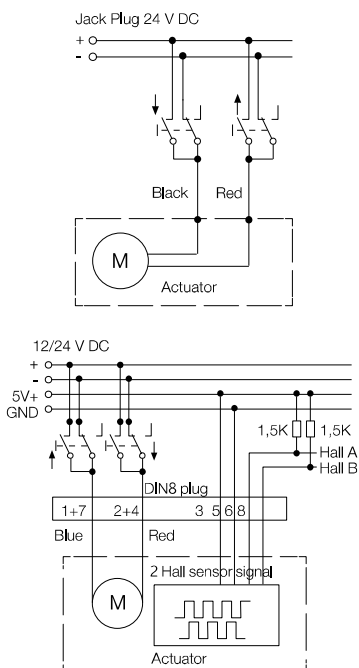 Jack Plug 24 V DC
+
-
Black Red
M
Actuator
12/24 V DC
+
-
5V+
GND
1,5K 1,5K
Hall A
Hall B
DIN8 plug
1+7 2+4 3 5 6 8
Blue Red
2 Hall sensor signal
M
Actuator